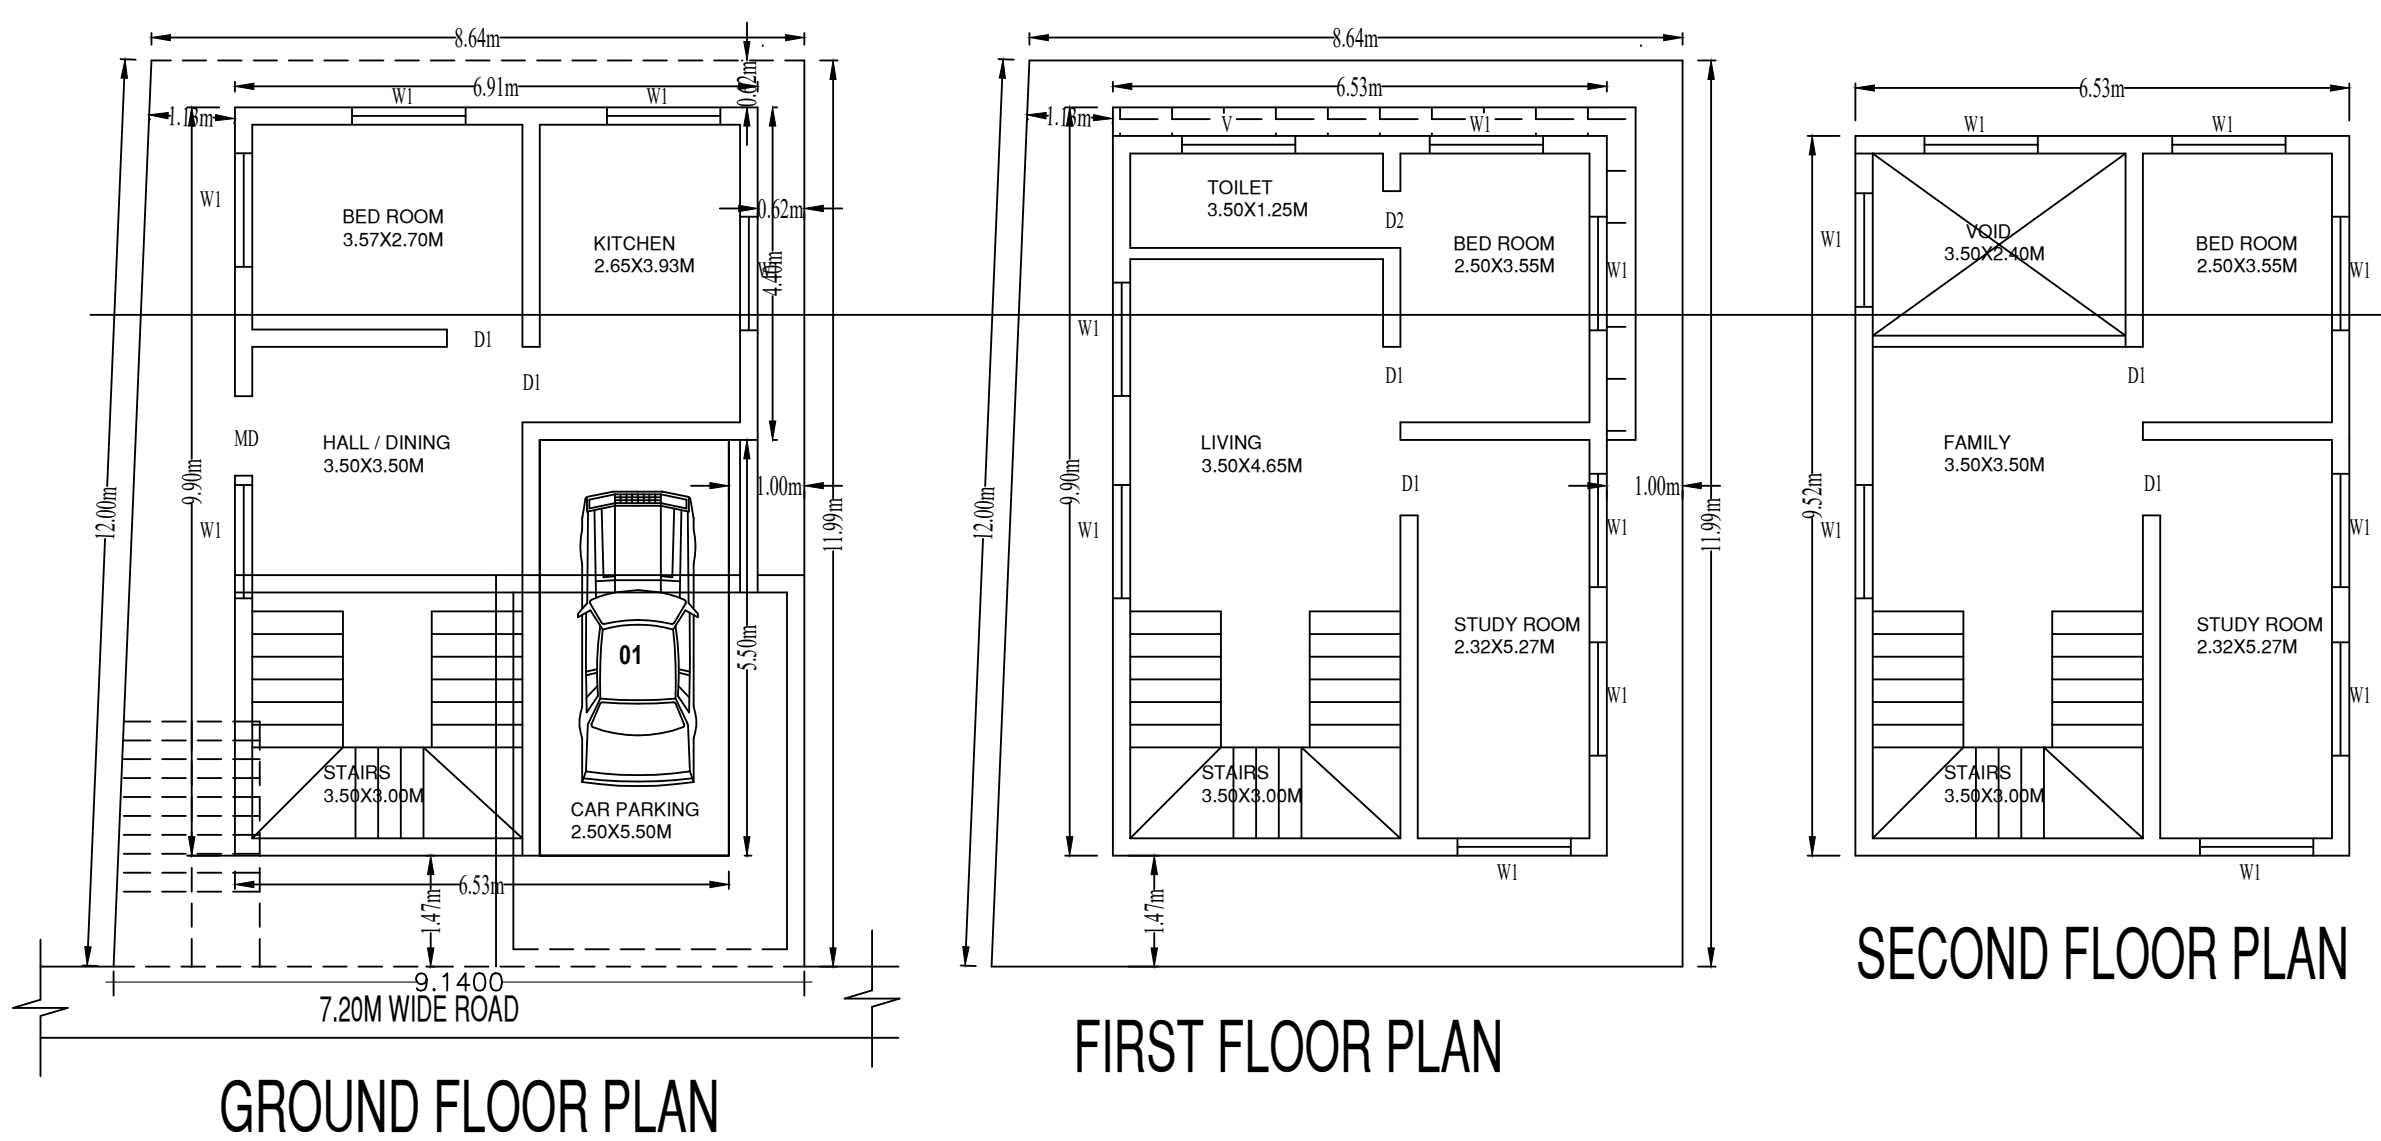 8.64m
6.91m
0.62m
W1
W1
1.13m
W1
0.62m
BED ROOM
3.57X2.70M
KITCHEN
2.65X3.93M
4.40m
D1
D1
MD
HALL / DINING
3.50X3.50M
9.90m
12.00m
1.00m
11.99m
W1
01
5.50m
STAIRS
3.50X3.00M
CAR PARKING
2.50X5.50M
6.53m
1.47m
9.1400
7.20M WIDE ROAD
GROUND FLOOR PLAN
8.64m
6.53m
1.13m
V
W1
TOILET
3.50X1.25M
D2
BED ROOM
2.50X3.55M
W1
W1
D1
LIVING
3.50X4.65M
D1
9.90m
12.00m
1.00m
11.99m
W1
W1
STUDY ROOM
2.32X5.27M
W1
STAIRS
3.50X3.00M
W1
1.47m
FIRST FLOOR PLAN
6.53m
W1
W1
W1
VOID
3.50X2.40M
BED ROOM
2.50X3.55M
W1
D1
FAMILY
3.50X3.50M
D1
9.52m
W1
W1
STUDY ROOM
2.32X5.27M
W1
STAIRS
3.50X3.00M
W1
SECOND FLOOR PLAN